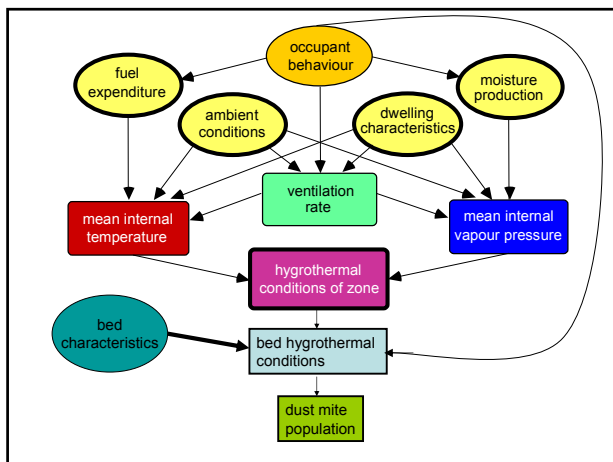 occupant
behaviour
fuel
expenditure
moisture
production
ambient
conditions
dwelling
characteristics
ventilation
rate
mean internal
temperature
mean internal
vapour pressure
hygrothermal
conditions of zone
bed
characteristics
bed hygrothermal
conditions
dust mite
population